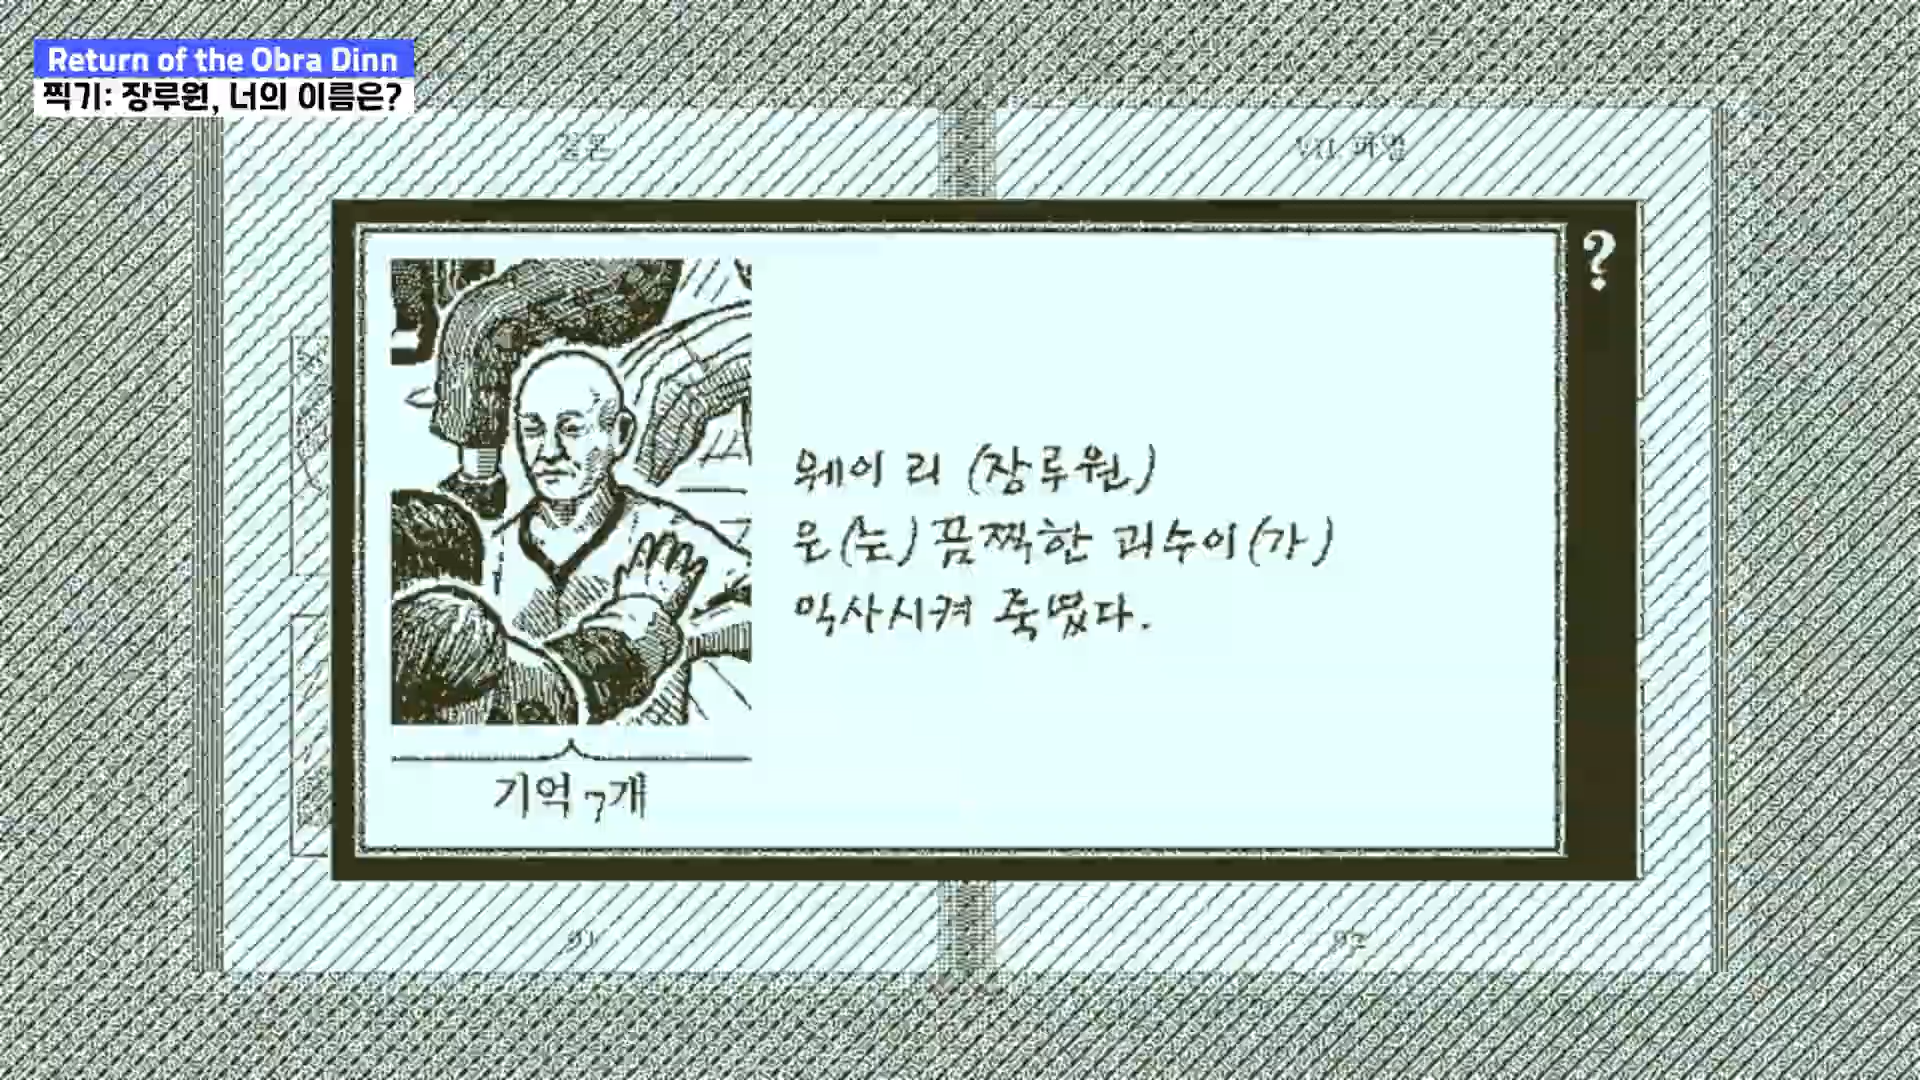 Return of the Obra Dinn
찍기: 장루원, 너의 이름은?
?
웨이 리 (장루원)
은(는) 끔찍한 괴수이(가)
익사시켜 죽였다.
기억 7개